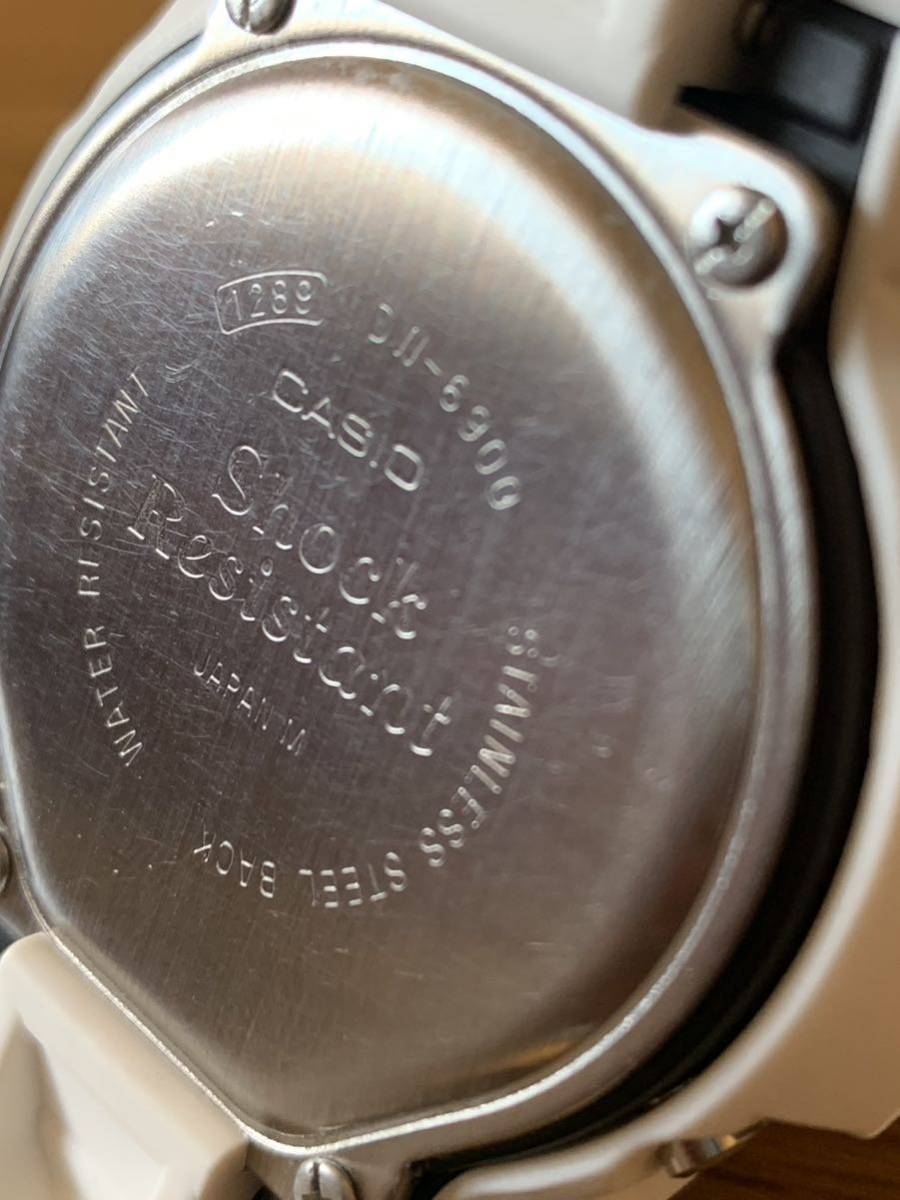 1289
DW-6900
CASIO
Shock
Resistant
JAPAN
WATER RESISTANT
STAINLESS STEEL BACK